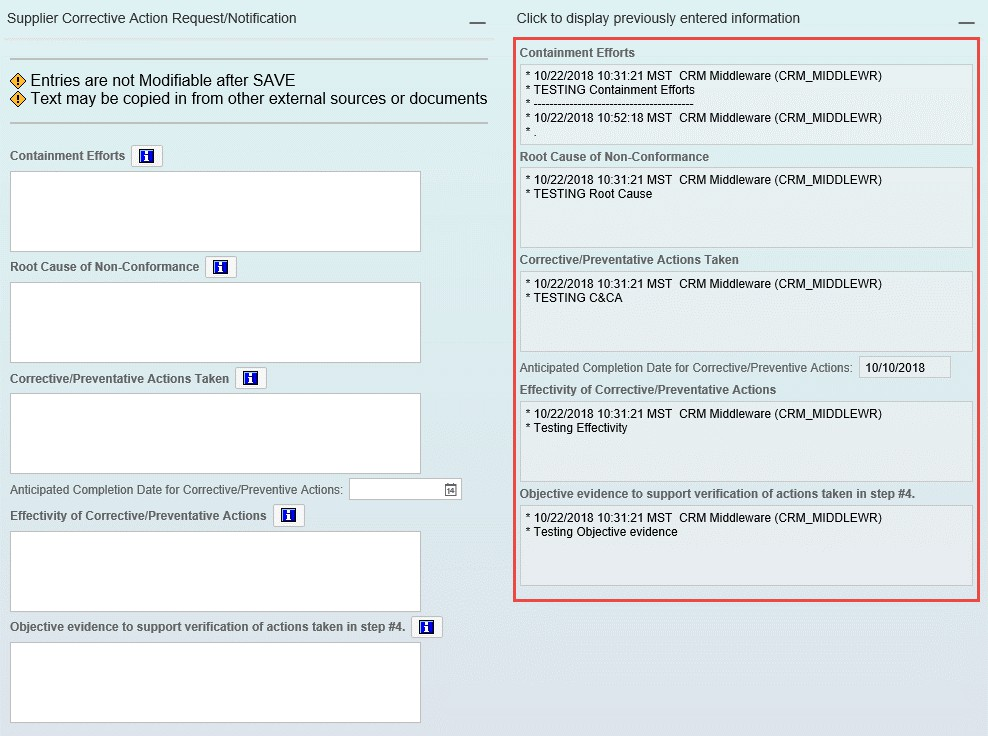 Supplier Corrective Action Request/Notification
Entries are not Modifiable after SAVE
Text may be copied in from other external sources or documents
Containment Efforts
Root Cause of Non-Conformance
Corrective/Preventative Actions Taken
Anticipated Completion Date for Corrective/Preventive Actions:
14
Effectivity of Corrective/Preventative Actions
Objective evidence to support verification of actions taken in step #4.
Click to display previously entered information
Containment Efforts
* 10/22/2018 10:31:21 MST  CRM Middleware (CRM_MIDDLEWR)
* TESTING Containment Efforts
* ----------------------------------------
* 10/22/2018 10:52:18 MST  CRM Middleware (CRM_MIDDLEWR)
* .
Root Cause of Non-Conformance
* 10/22/2018 10:31:21 MST  CRM Middleware (CRM_MIDDLEWR)
* TESTING Root Cause
Corrective/Preventative Actions Taken
* 10/22/2018 10:31:21 MST  CRM Middleware (CRM_MIDDLEWR)
* TESTING C&CA
Anticipated Completion Date for Corrective/Preventive Actions: 10/10/2018
Effectivity of Corrective/Preventative Actions
* 10/22/2018 10:31:21 MST  CRM Middleware (CRM_MIDDLEWR)
* Testing Effectivity
Objective evidence to support verification of actions taken in step #4.
* 10/22/2018 10:31:21 MST  CRM Middleware (CRM_MIDDLEWR)
* Testing Objective evidence